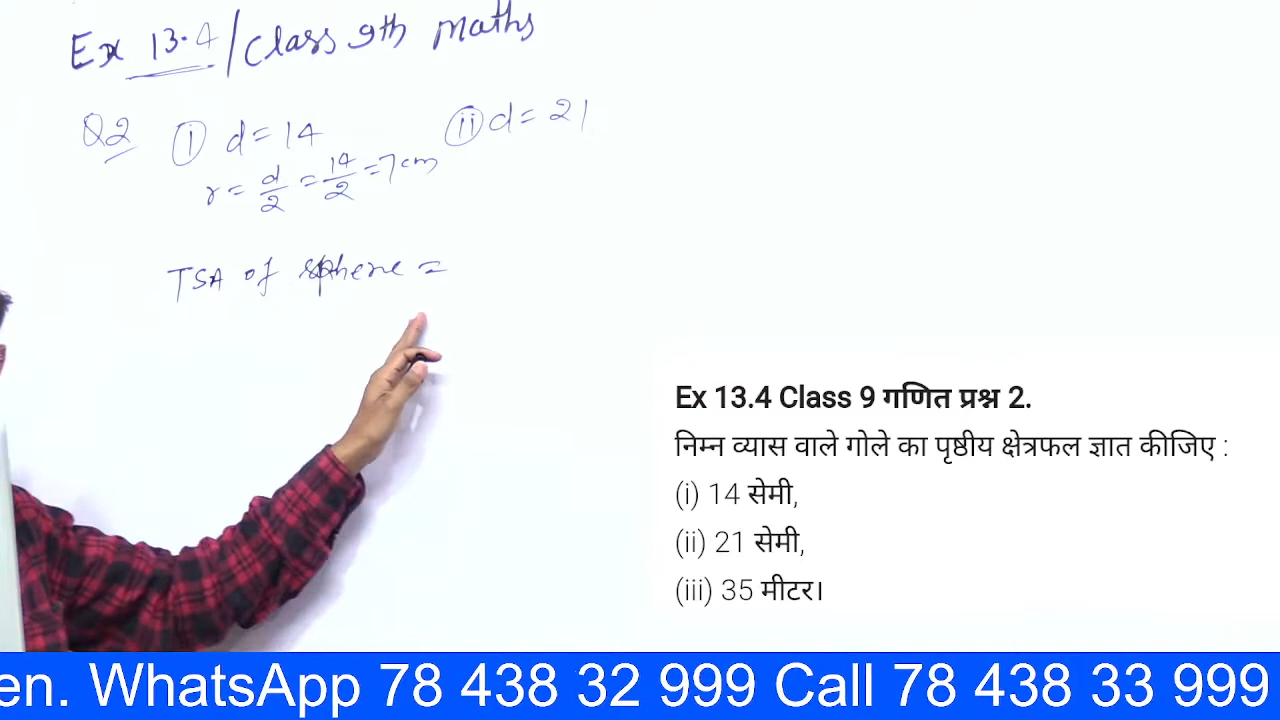 Ex 13.4 / Class 9th Maths
Q2 (i) d = 14 (ii) d = 21
r = d/2 = 14/2 = 7 cm
TSA of sphere =
Ex 13.4 Class 9 गणित प्रश्न 2.
निम्न व्यास वाले गोले का पृष्ठीय क्षेत्रफल ज्ञात कीजिए :
(i) 14 सेमी,
(ii) 21 सेमी,
(iii) 35 मीटर।
en. WhatsApp 78 438 32 999 Call 78 438 33 999